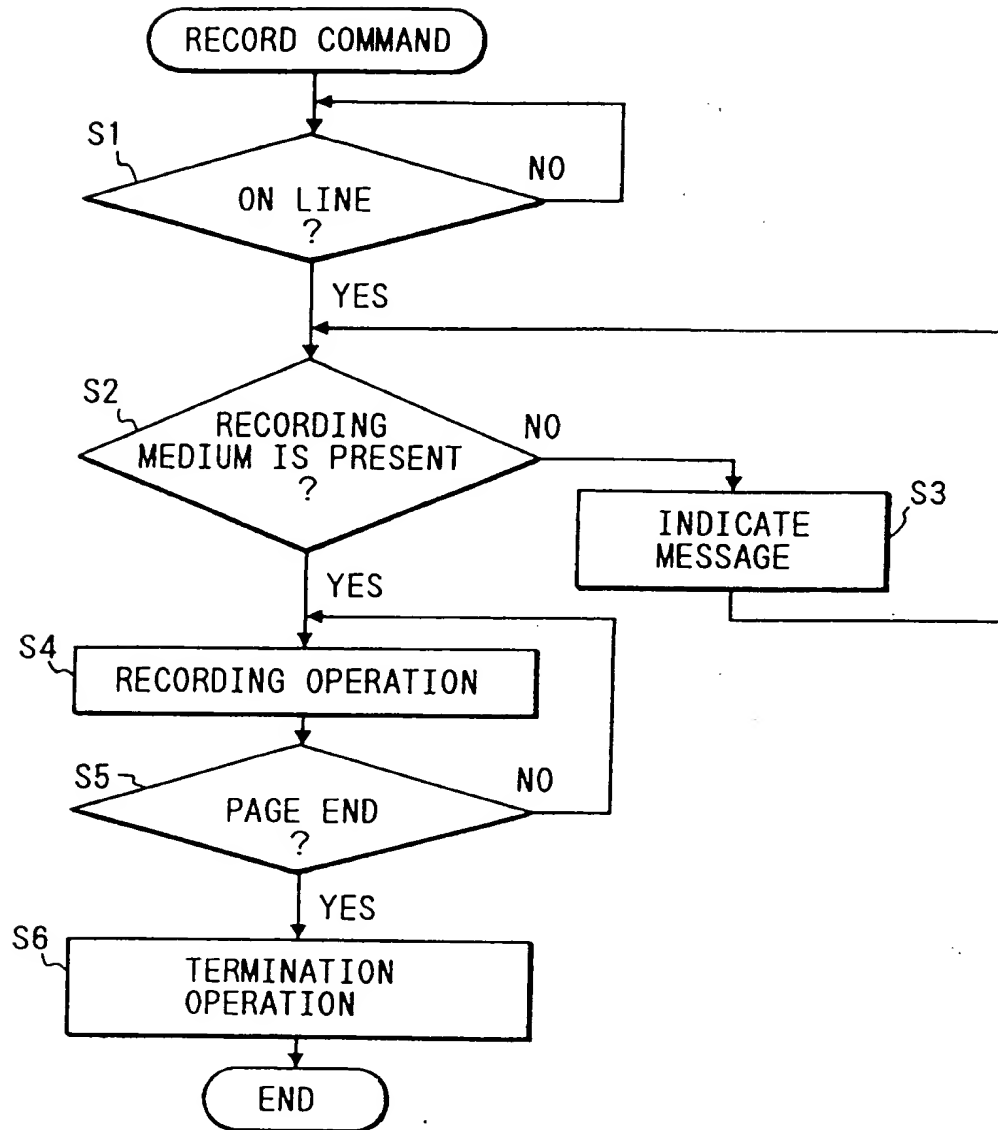 RECORD COMMAND
S1
NO
ON LINE
?
YES
S2
RECORDING
MEDIUM IS PRESENT
?
NO
S3
INDICATE
MESSAGE
YES
S4
RECORDING OPERATION
S5
NO
PAGE END
?
YES
S6
TERMINATION
OPERATION
END